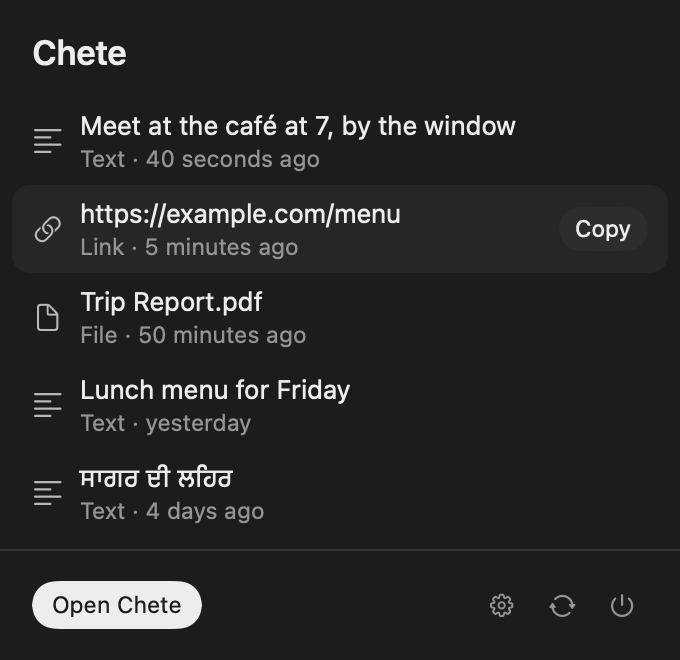 Chete
Meet at the café at 7, by the window
Text · 40 seconds ago
https://example.com/menu
Link · 5 minutes ago
Copy
Trip Report.pdf
File · 50 minutes ago
Lunch menu for Friday
Text · yesterday
ਸਾਗਰ ਦੀ ਲਹਿਰ
Text · 4 days ago
Open Chete